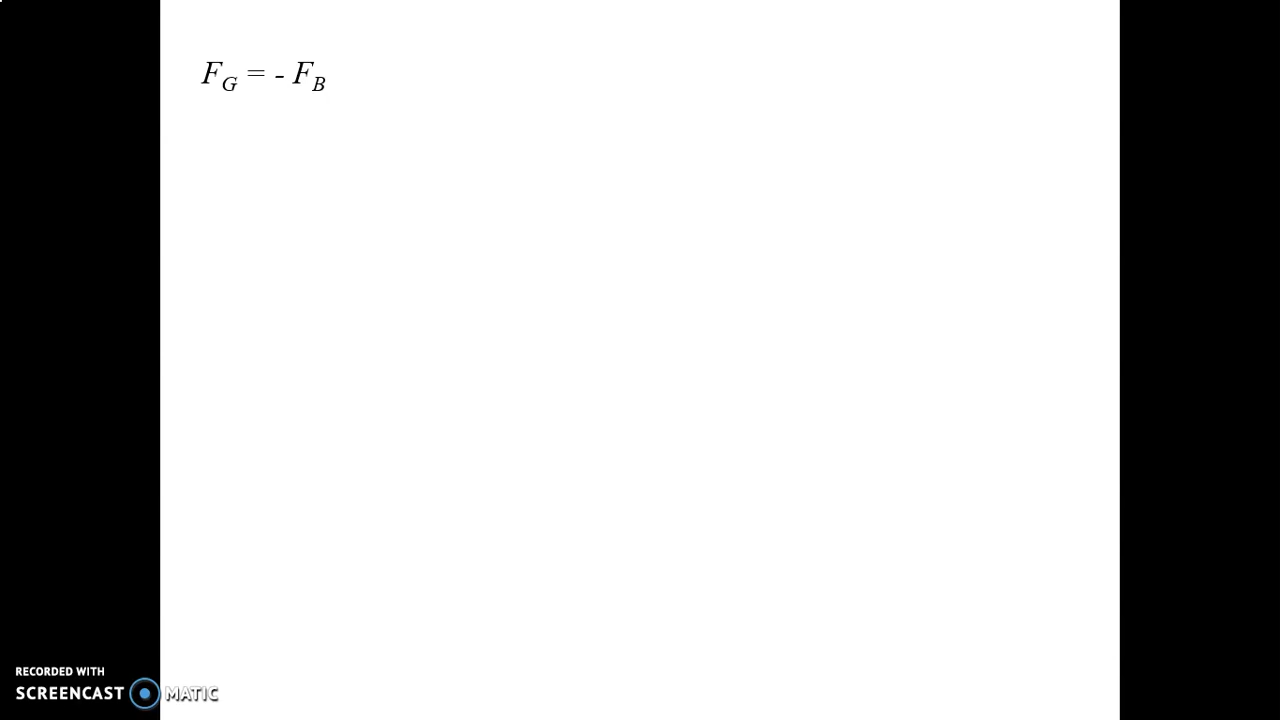 F_G = - F_B
RECORDED WITH
SCREENCAST MATIC